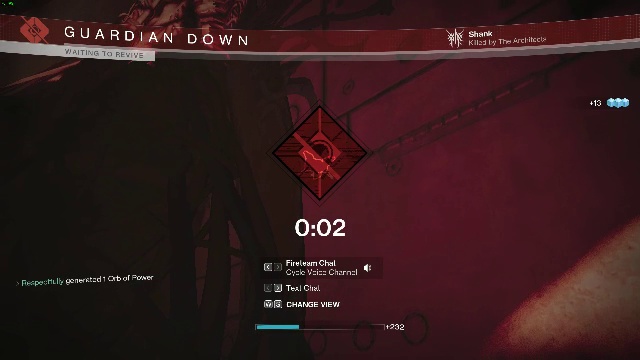 GUARDIAN DOWN
WAITING TO REVIVE
Shank
Killed by The Architects
+13
0:02
Fireteam Chat
Cycle Voice Channel
Respectfully generated 1 Orb of Power
Text Chat
CHANGE VIEW
+232